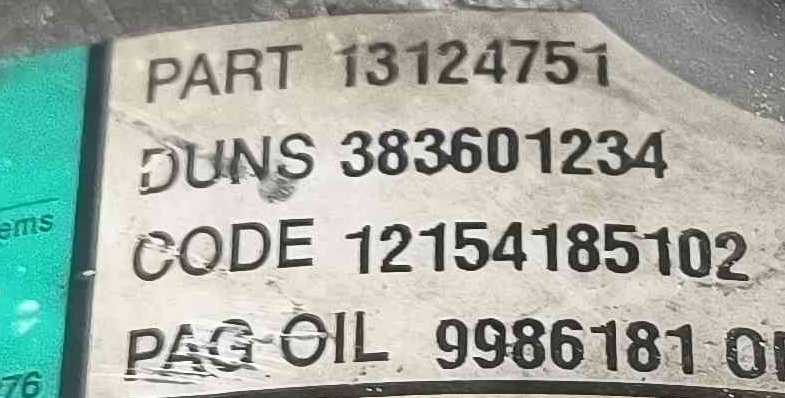 PART 13124751
DUNS 383601234
ems
CODE 12154185102
PAG OIL 9986181
76